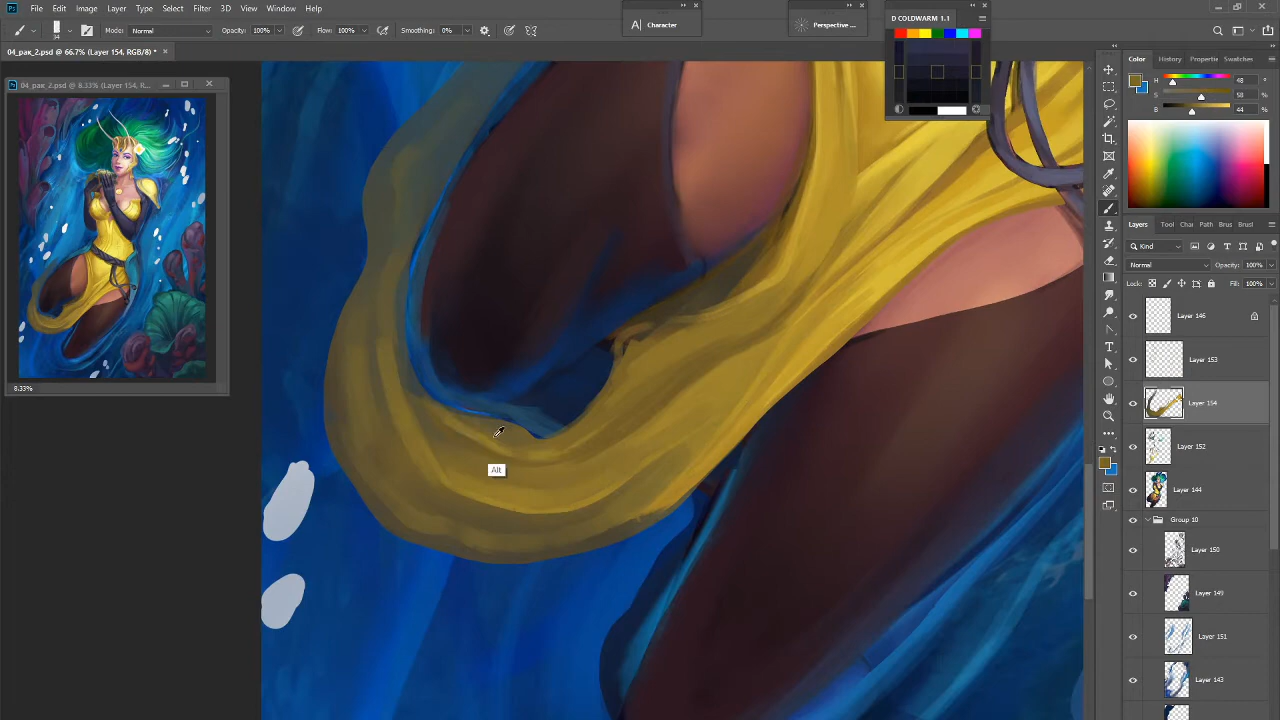 File Edit Image Layer Type Select Filter 3D View Window Help
Character
Perspective ...
D COLDWARM 1.1
34
Mode: Normal
Opacity: 100%
Flow: 100%
Smoothing: 0%
04_рак_2.psd @ 66.7% (Layer 154, RGB/8) *
04_рак_2.psd @ 8.33% (Layer 154, R...
8.33%
Alt
Color History Properti Swatches
H 48 °
S 58 %
B 44 %
Layers Tool Cha Path Brus Brusl
Kind
Normal Opacity: 100%
Lock: Fill: 100%
Layer 146
Layer 153
Layer 154
Layer 152
Layer 144
Group 10
Layer 150
Layer 149
Layer 151
Layer 143